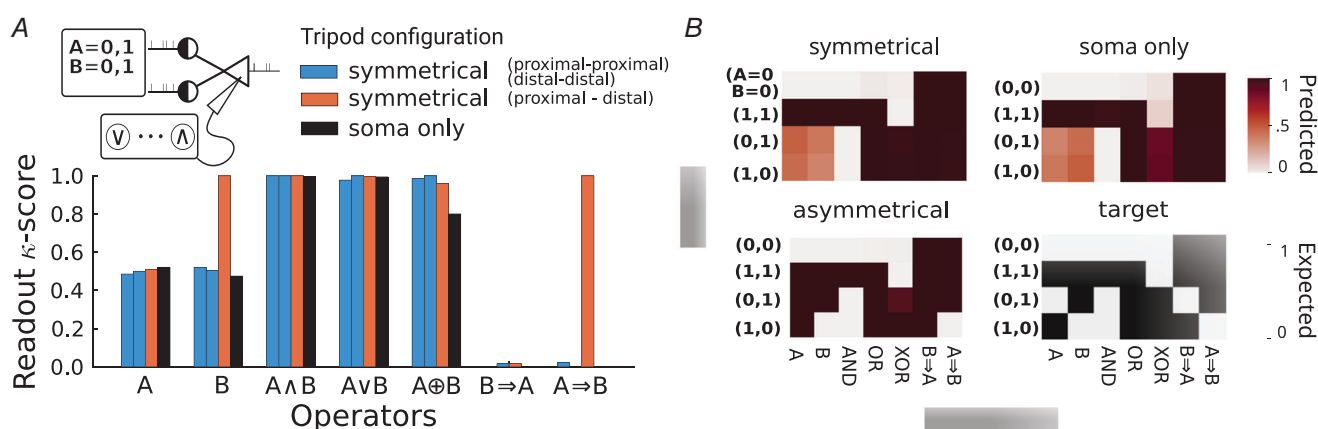 A
A=0,1
B=0,1
Tripod configuration
symmetrical (proximal-proximal)
(distal-distal)
symmetrical (proximal - distal)
soma only
∨ ··· ∧
Readout κ-score
1.0
0.8
0.6
0.4
0.2
0.0
A B A∧B A∨B A⊕B B⇒A A⇒B
Operators
B
symmetrical
(A=0
B=0)
(1,1)
(0,1)
(1,0)
soma only
(0,0)
(1,1)
(0,1)
(1,0)
1
.5
0
Predicted
asymmetrical
(0,0)
(1,1)
(0,1)
(1,0)
A B AND OR XOR B⇒A A⇒B
target
(0,0)
(1,1)
(0,1)
(1,0)
A B AND OR XOR B⇒A A⇒B
1
0
Expected